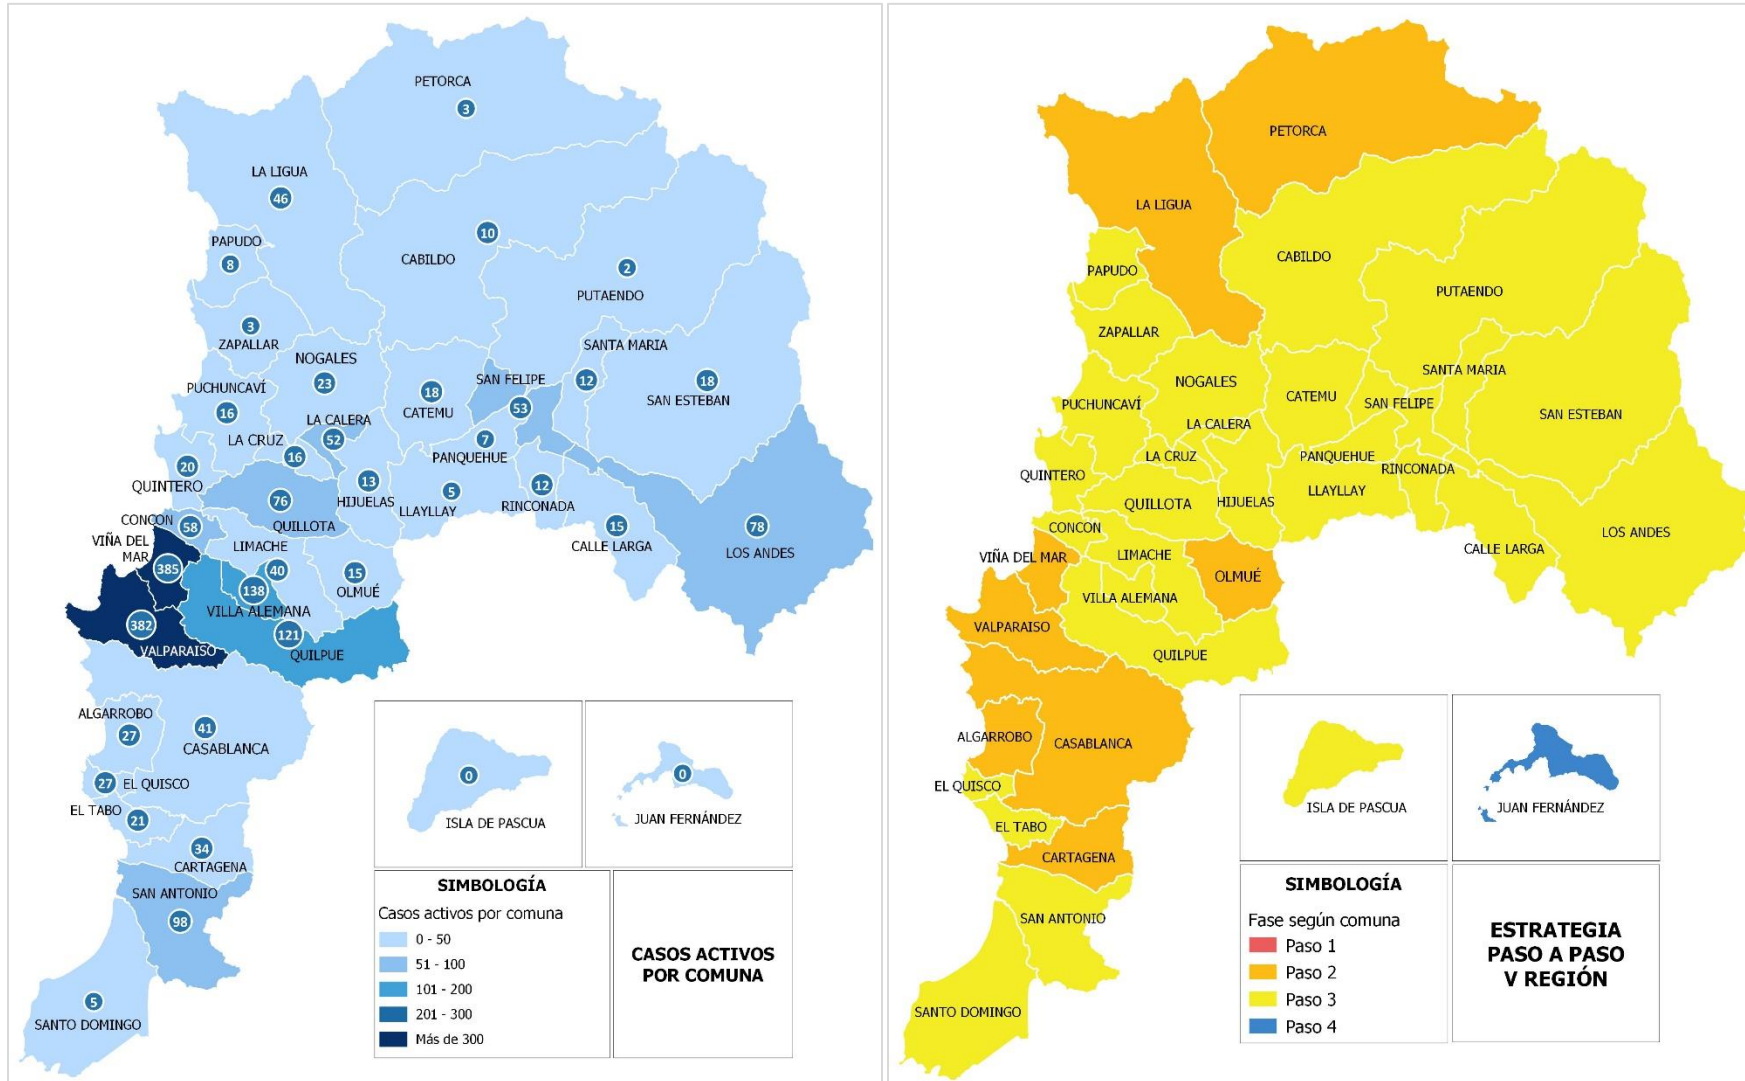 PETORCA
3
LA LIGUA
46
PAPUDO
8
CABILDO
10
PUTAENDO
2
ZAPALLAR
3
NOGALES
23
SANTA MARIA
12
SAN FELIPE
53
SAN ESTEBAN
18
PUCHUNCAVÍ
16
CATEMU
18
LA CALERA
52
LA CRUZ
16
PANQUEHUE
7
QUINTERO
20
HIJUELAS
13
LLAYLLAY
5
RINCONADA
12
QUILLOTA
76
CONCON
58
CALLE LARGA
15
LOS ANDES
78
VIÑA DEL
MAR
385
LIMACHE
40
OLMUÉ
15
VILLA ALEMANA
138
VALPARAISO
382
QUILPUE
121
ALGARROBO
27
CASABLANCA
41
EL QUISCO
27
EL TABO
21
CARTAGENA
34
SAN ANTONIO
98
SANTO DOMINGO
5
0
ISLA DE PASCUA
0
JUAN FERNÁNDEZ
SIMBOLOGÍA
Casos activos por comuna
0 - 50
51 - 100
101 - 200
201 - 300
Más de 300
CASOS ACTIVOS
POR COMUNA
PETORCA
LA LIGUA
PAPUDO
CABILDO
PUTAENDO
ZAPALLAR
SANTA MARIA
NOGALES
PUCHUNCAVÍ
CATEMU
SAN FELIPE
SAN ESTEBAN
LA CALERA
LA CRUZ
PANQUEHUE
RINCONADA
QUINTERO
QUILLOTA
HIJUELAS
LLAYLLAY
CONCON
LOS ANDES
VIÑA DEL MAR
LIMACHE
OLMUÉ
CALLE LARGA
VILLA ALEMANA
VALPARAISO
QUILPUE
ALGARROBO
CASABLANCA
EL QUISCO
EL TABO
CARTAGENA
SAN ANTONIO
SANTO DOMINGO
ISLA DE PASCUA
JUAN FERNÁNDEZ
SIMBOLOGÍA
Fase según comuna
Paso 1
Paso 2
Paso 3
Paso 4
ESTRATEGIA
PASO A PASO
V REGIÓN